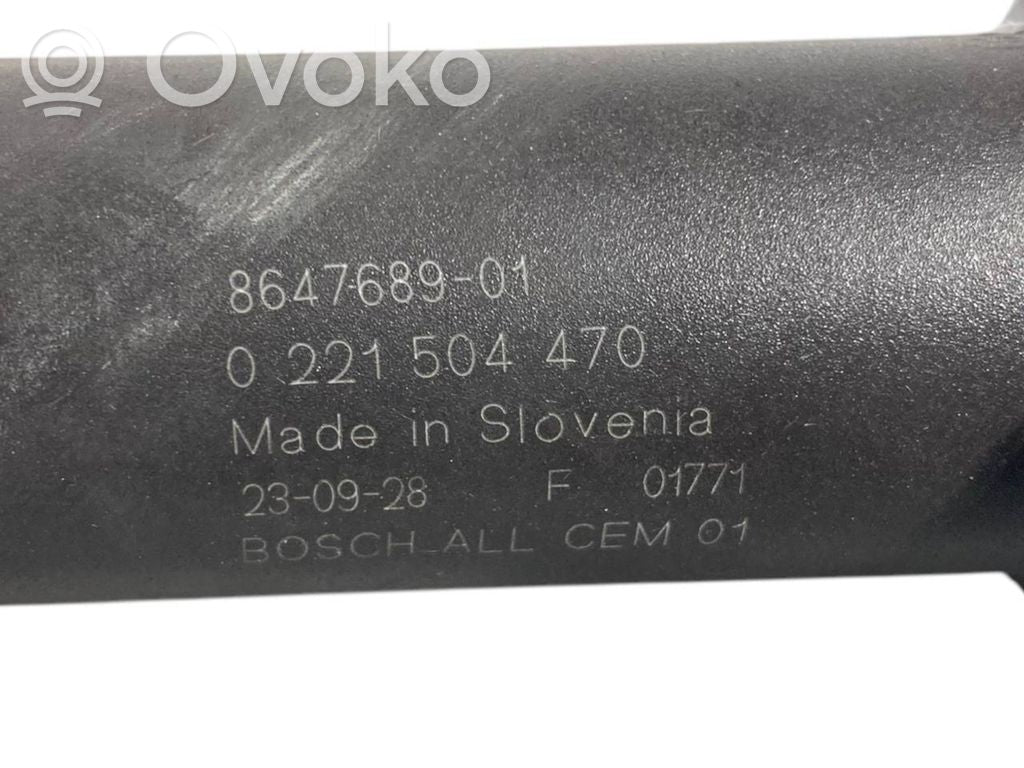 Ovoko
8647689-01
0 221 504 470
Made in Slovenia
23-09-28 F 01771
BOSCH-ALL CEM 01